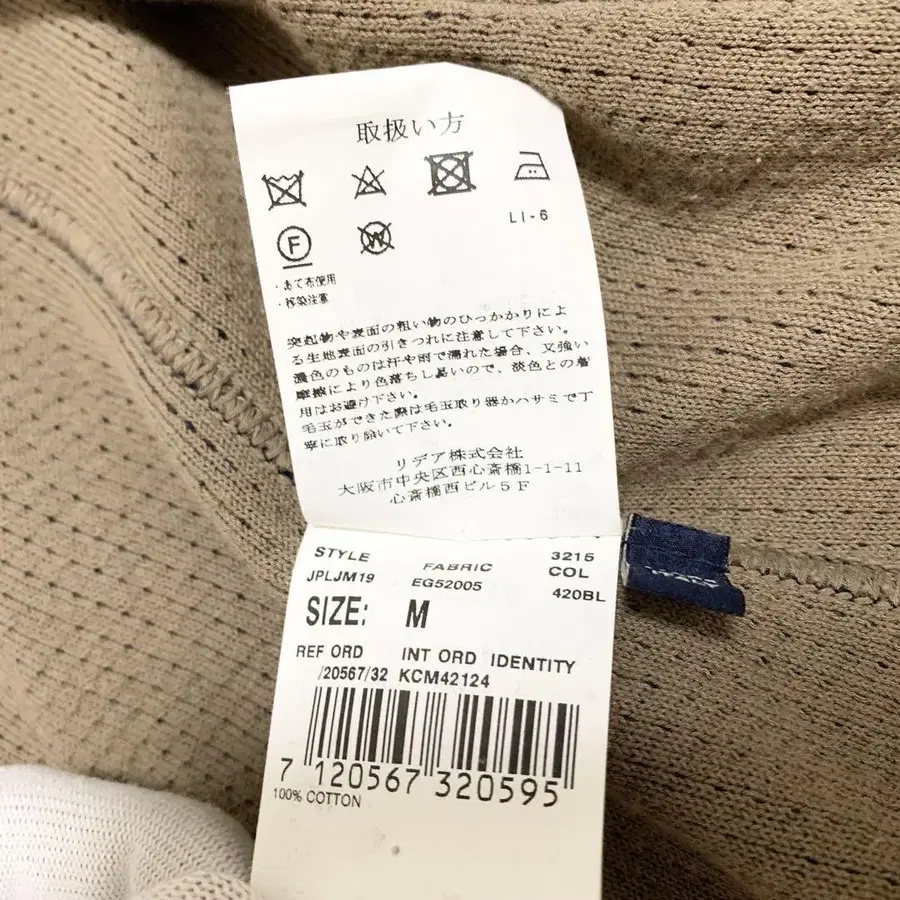 取扱い方
LI-6
F
W
・あて布使用
・移染注意
突起物や表面の粗い物のひっかかりによ
る生地表面の引きつれに注意して下さい。
濃色のものは汗や雨で濡れた場合、又強い
摩擦により色落ちし易いので、淡色との着
用はお避け下さい。
毛玉ができた際は毛玉取り器かハサミで丁
寧に取り除いて下さい。
リデア株式会社
大阪市中央区西心斎橋1-1-11
心斎橋西ビル5F
STYLE FABRIC 3215
JPLJM19 EG52005 COL
420BL
SIZE: M
REF ORD INT ORD IDENTITY
/20567/32 KCM42124
7 120567 320595
100% COTTON
ITALY